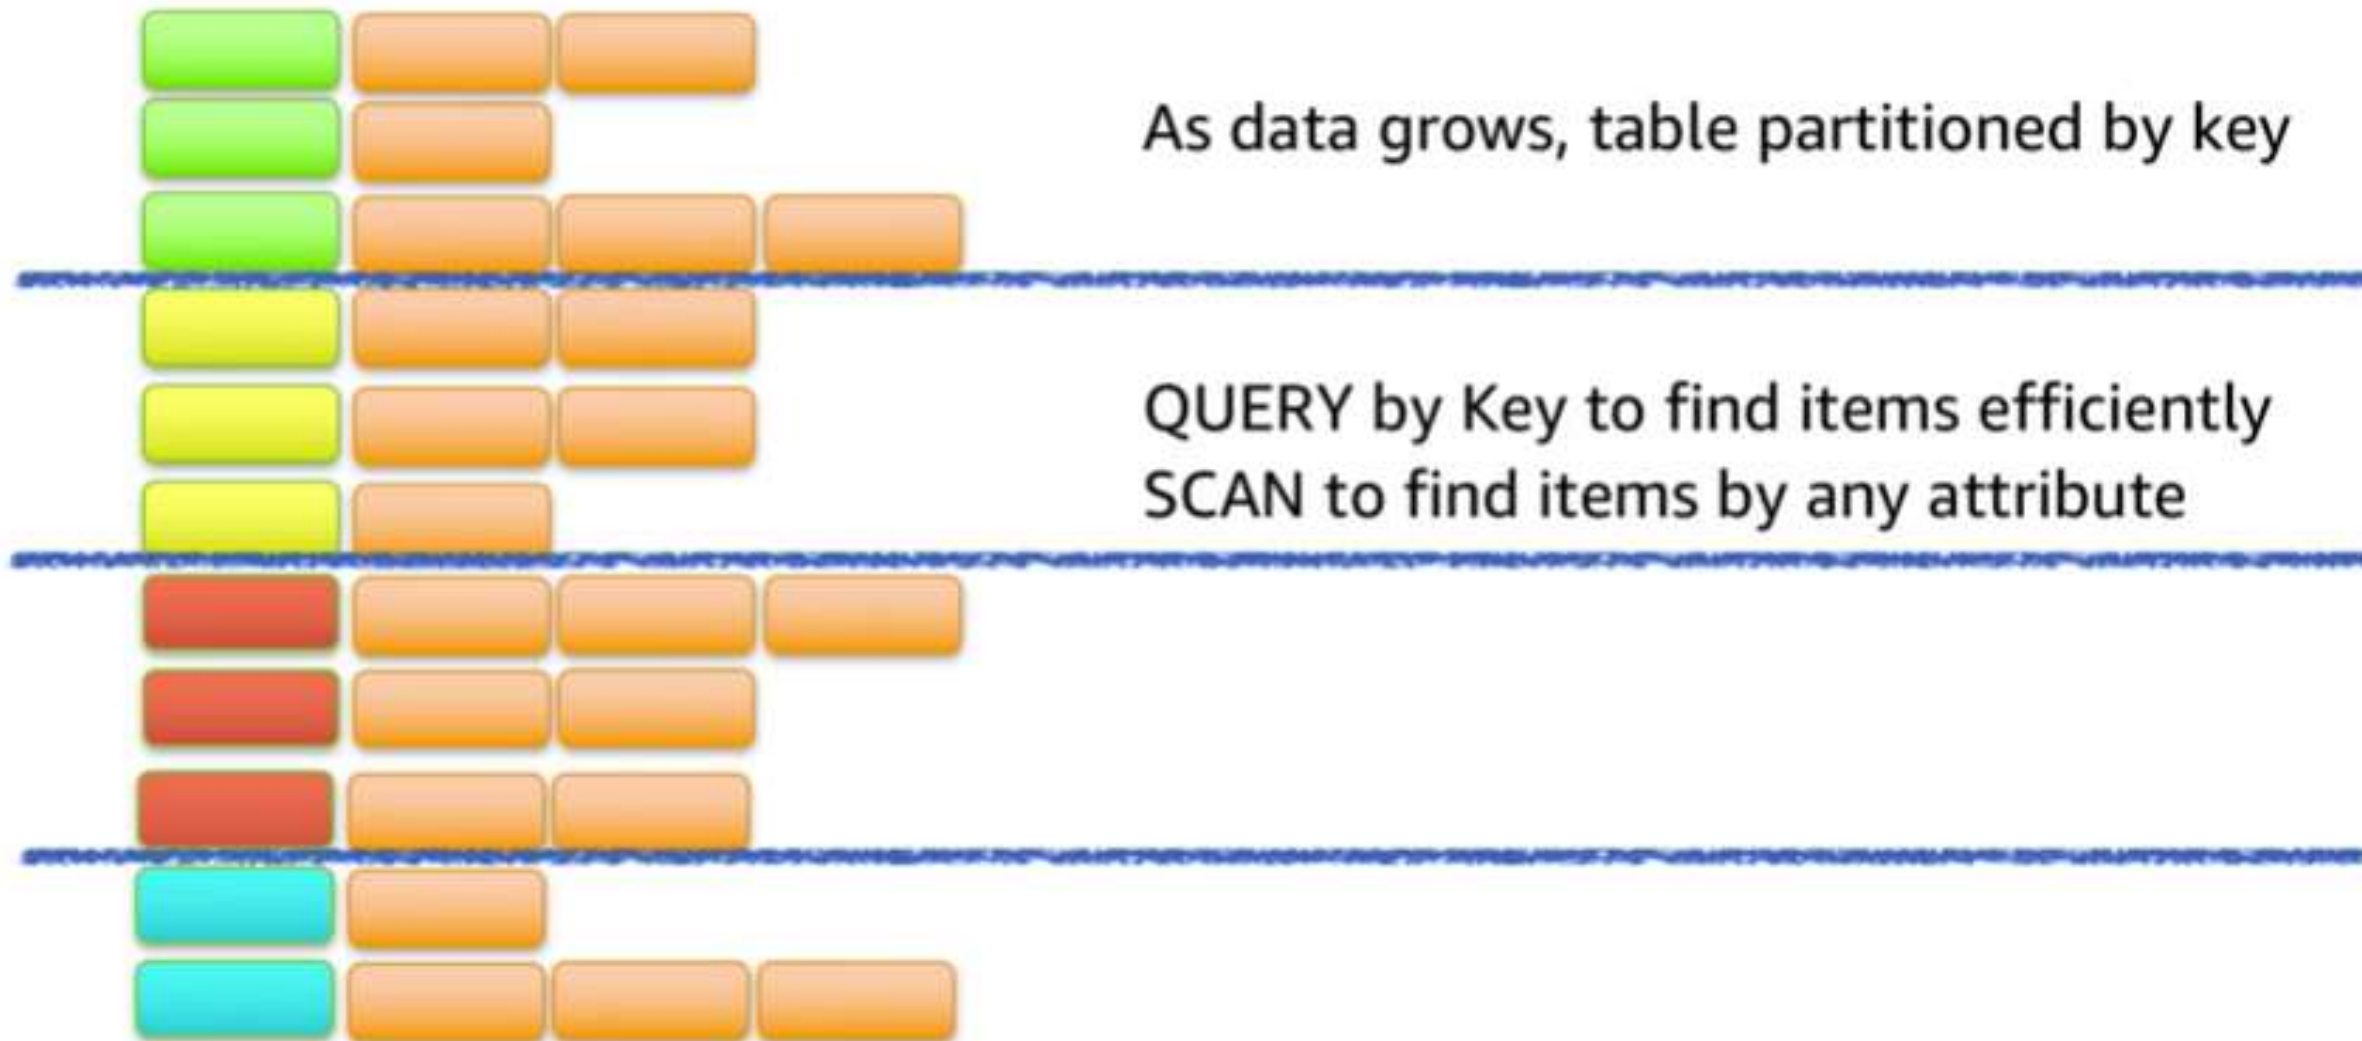 As data grows, table partitioned by key
QUERY by Key to find items efficiently
SCAN to find items by any attribute